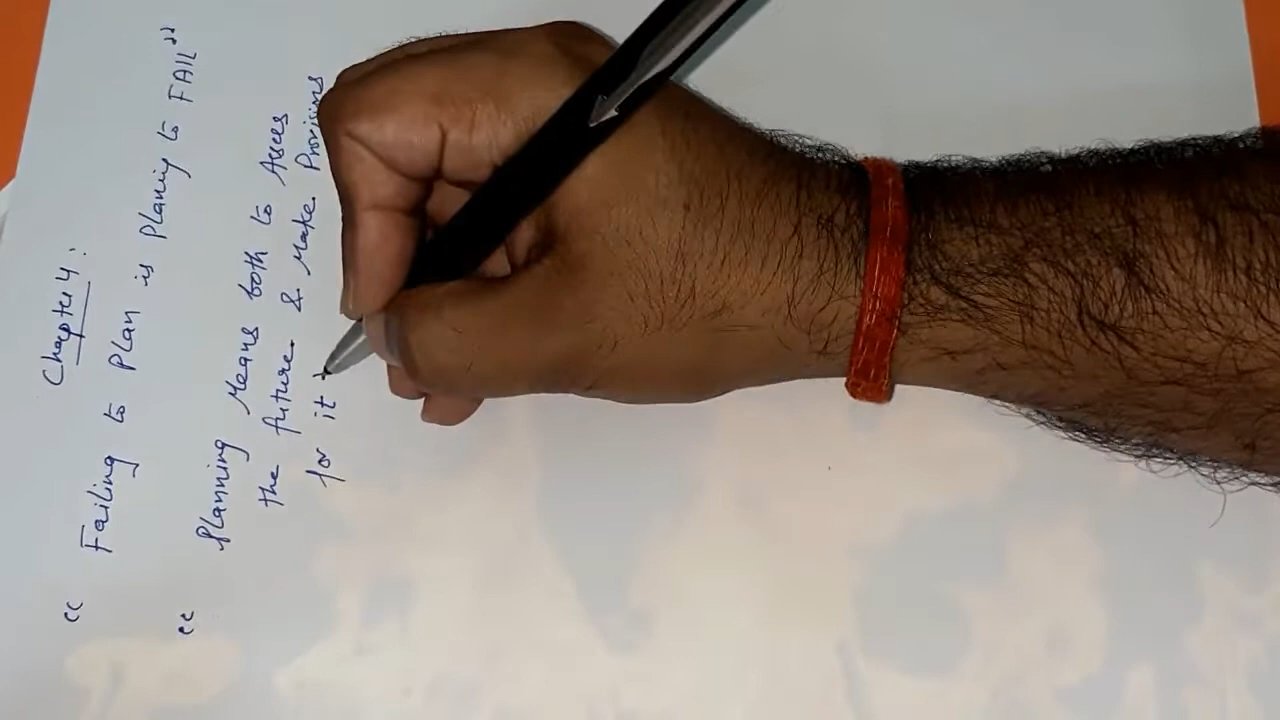 Chapter 4:
“ Failing to Plan is Planing to FAIL”
“ Planning Means both to Asses
the future. & Make Provisions
for it